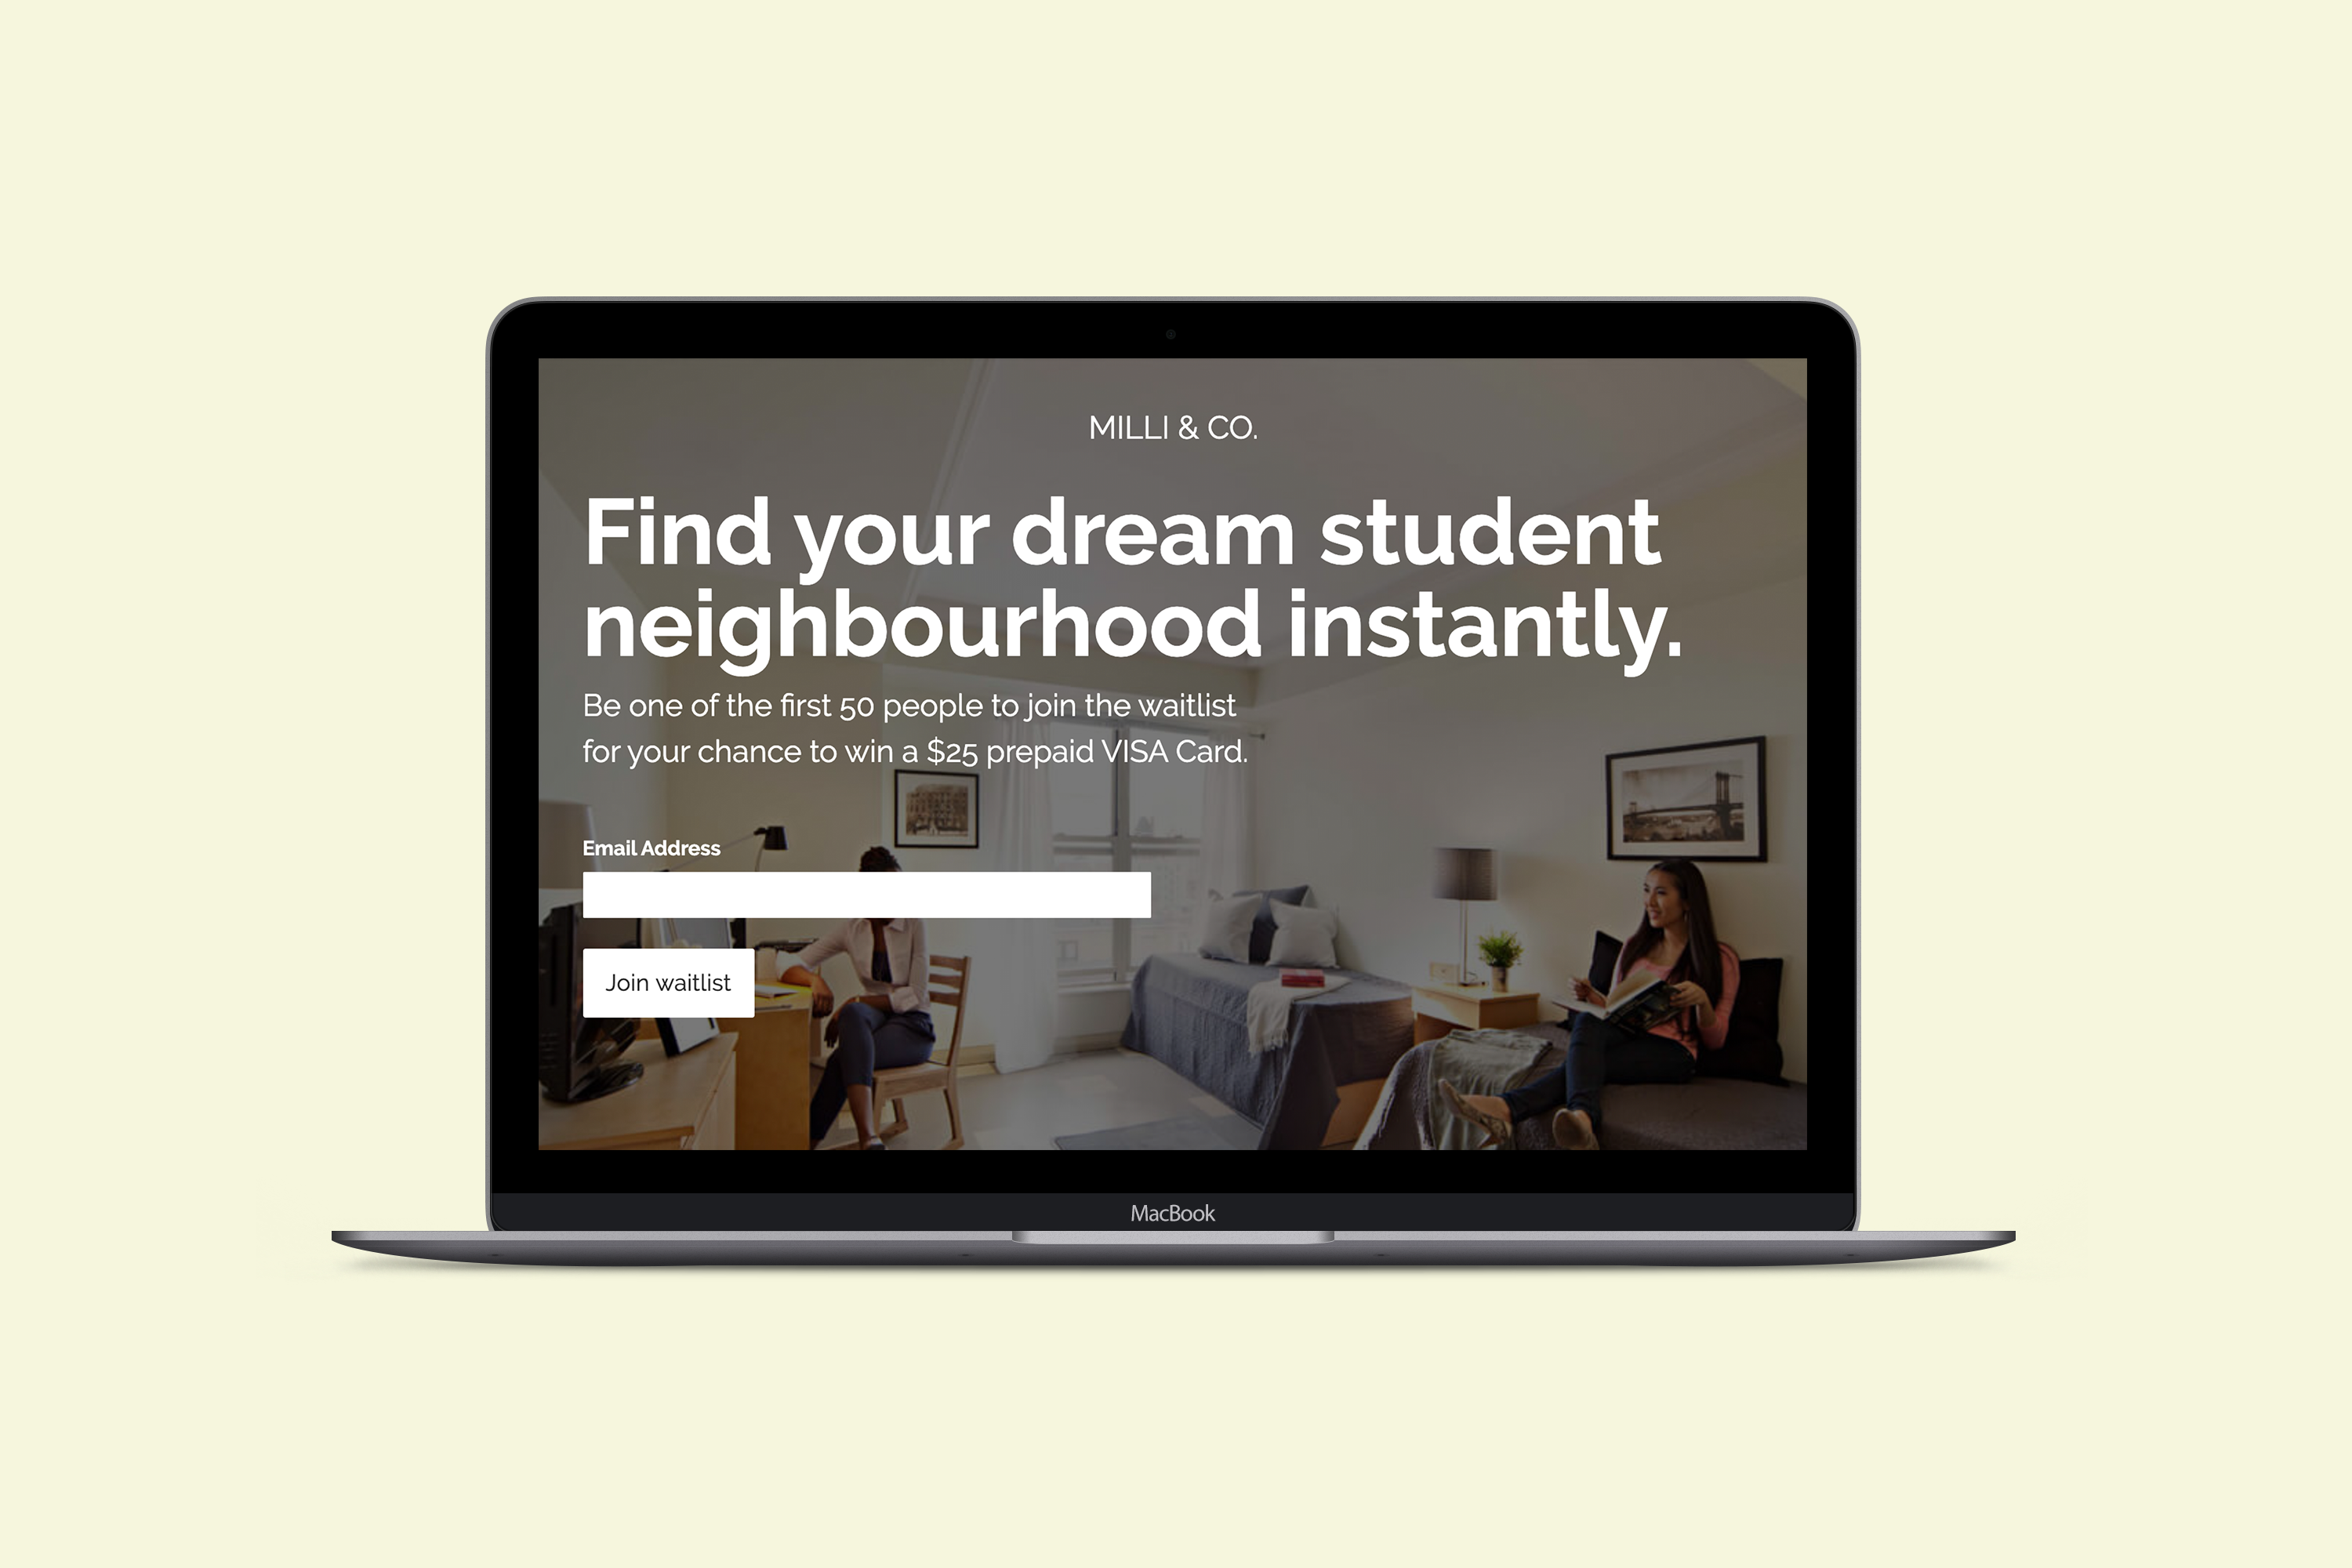 MILLI & CO.
Find your dream student
neighbourhood instantly.
Be one of the first 50 people to join the waitlist
for your chance to win a $25 prepaid VISA Card.
Email Address
Join waitlist
MacBook